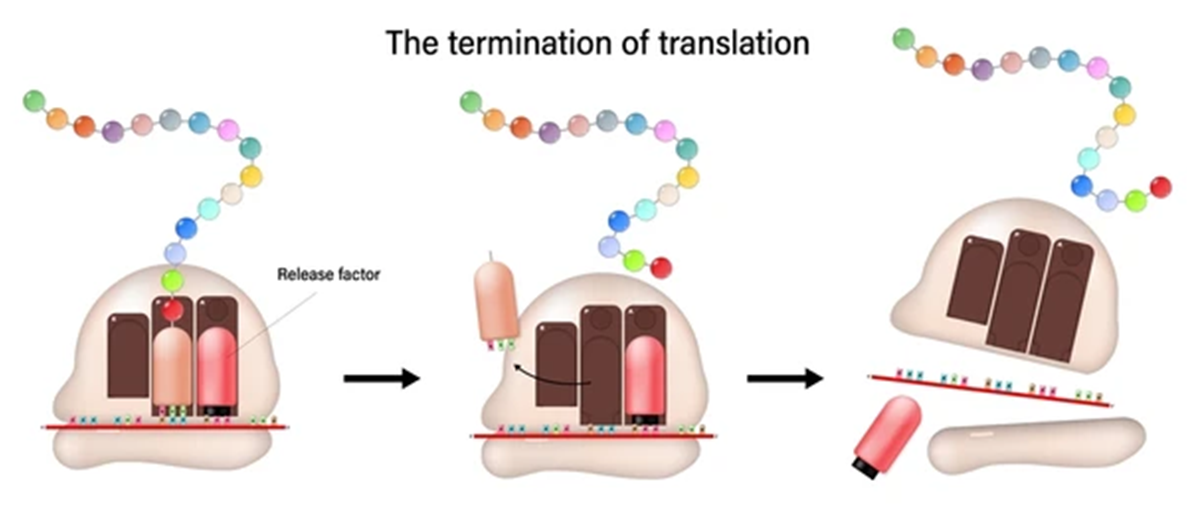 The termination of translation
Release factor